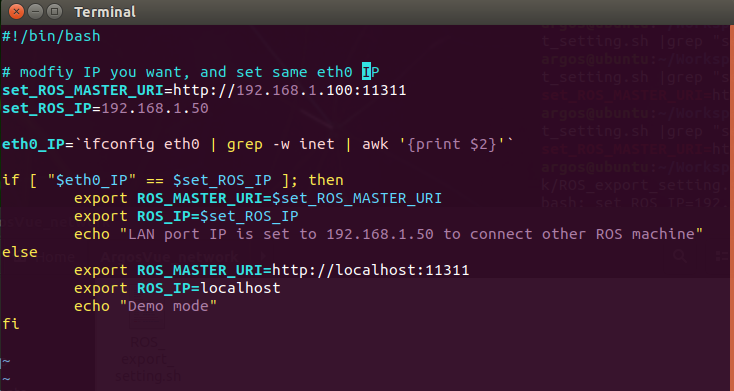 Terminal
#!/bin/bash
# modfiy IP you want, and set same eth0 IP
set_ROS_MASTER_URI=http://192.168.1.100:11311
set_ROS_IP=192.168.1.50
eth0_IP=`ifconfig eth0 | grep -w inet | awk '{print $2}'`
if [ "$eth0_IP" == $set_ROS_IP ]; then
export ROS_MASTER_URI=$set_ROS_MASTER_URI
export ROS_IP=$set_ROS_IP
echo "LAN port IP is set to 192.168.1.50 to connect other ROS machine"
else
export ROS_MASTER_URI=http://localhost:11311
export ROS_IP=localhost
echo "Demo mode"
fi
~
~